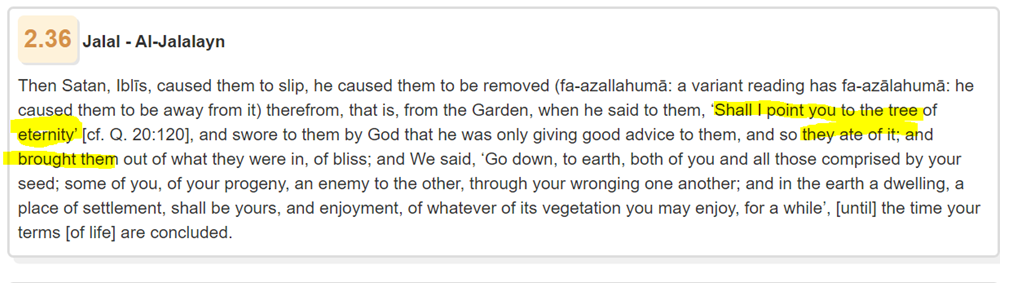 2.36 Jalal - Al-Jalalayn
Then Satan, Iblīs, caused them to slip, he caused them to be removed (fa-azallahumā: a variant reading has fa-azālahumā: he
caused them to be away from it) therefrom, that is, from the Garden, when he said to them, ‘Shall I point you to the tree of
eternity’ [cf. Q. 20:120], and swore to them by God that he was only giving good advice to them, and so they ate of it; and
brought them out of what they were in, of bliss; and We said, ‘Go down, to earth, both of you and all those comprised by your
seed; some of you, of your progeny, an enemy to the other, through your wronging one another; and in the earth a dwelling, a
place of settlement, shall be yours, and enjoyment, of whatever of its vegetation you may enjoy, for a while’, [until] the time your
terms [of life] are concluded.